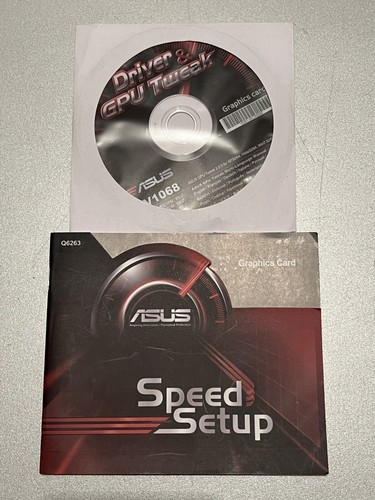 Driver &
GPU Tweak
Graphics card
ASUS
V1068
Q6263
Graphics Card
ASUS
Inspiring Innovation • Persistent Perfection
Speed
Setup